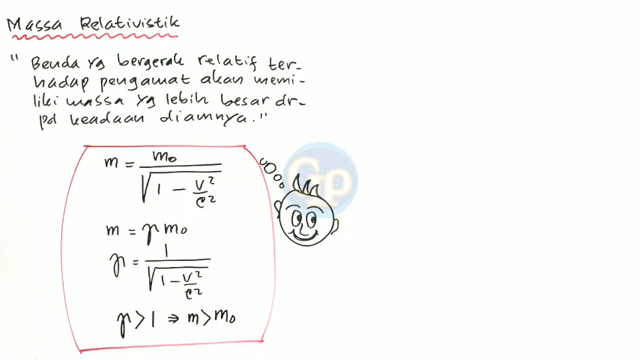 Massa Relativistik
" Benda yg bergerak relatif ter-
hadap pengamat akan memi-
liki massa yg lebih besar dr-
pd keadaan diamnya. "
m = m₀ / √(1 − v²/c²)
m = γ m₀
γ = 1 / √(1 − v²/c²)
γ > 1 ⇒ m > m₀
Gp